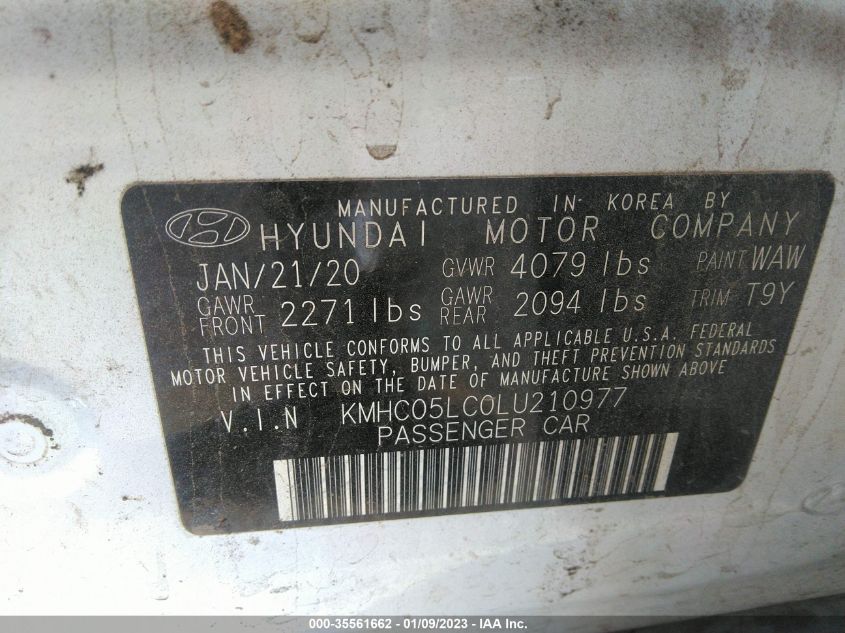 MANUFACTURED IN KOREA BY
HYUNDAI MOTOR COMPANY
JAN/21/20 GVWR 4079 lbs PAINT WAW
GAWR FRONT 2271 lbs GAWR REAR 2094 lbs TRIM T9Y
THIS VEHICLE CONFORMS TO ALL APPLICABLE U.S.A. FEDERAL
MOTOR VEHICLE SAFETY, BUMPER, AND THEFT PREVENTION STANDARDS
IN EFFECT ON THE DATE OF MANUFACTURE SHOWN ABOVE
V.I.N KMHC05LC0LU210977
PASSENGER CAR
000-35561662 - 01/09/2023 - IAA Inc.